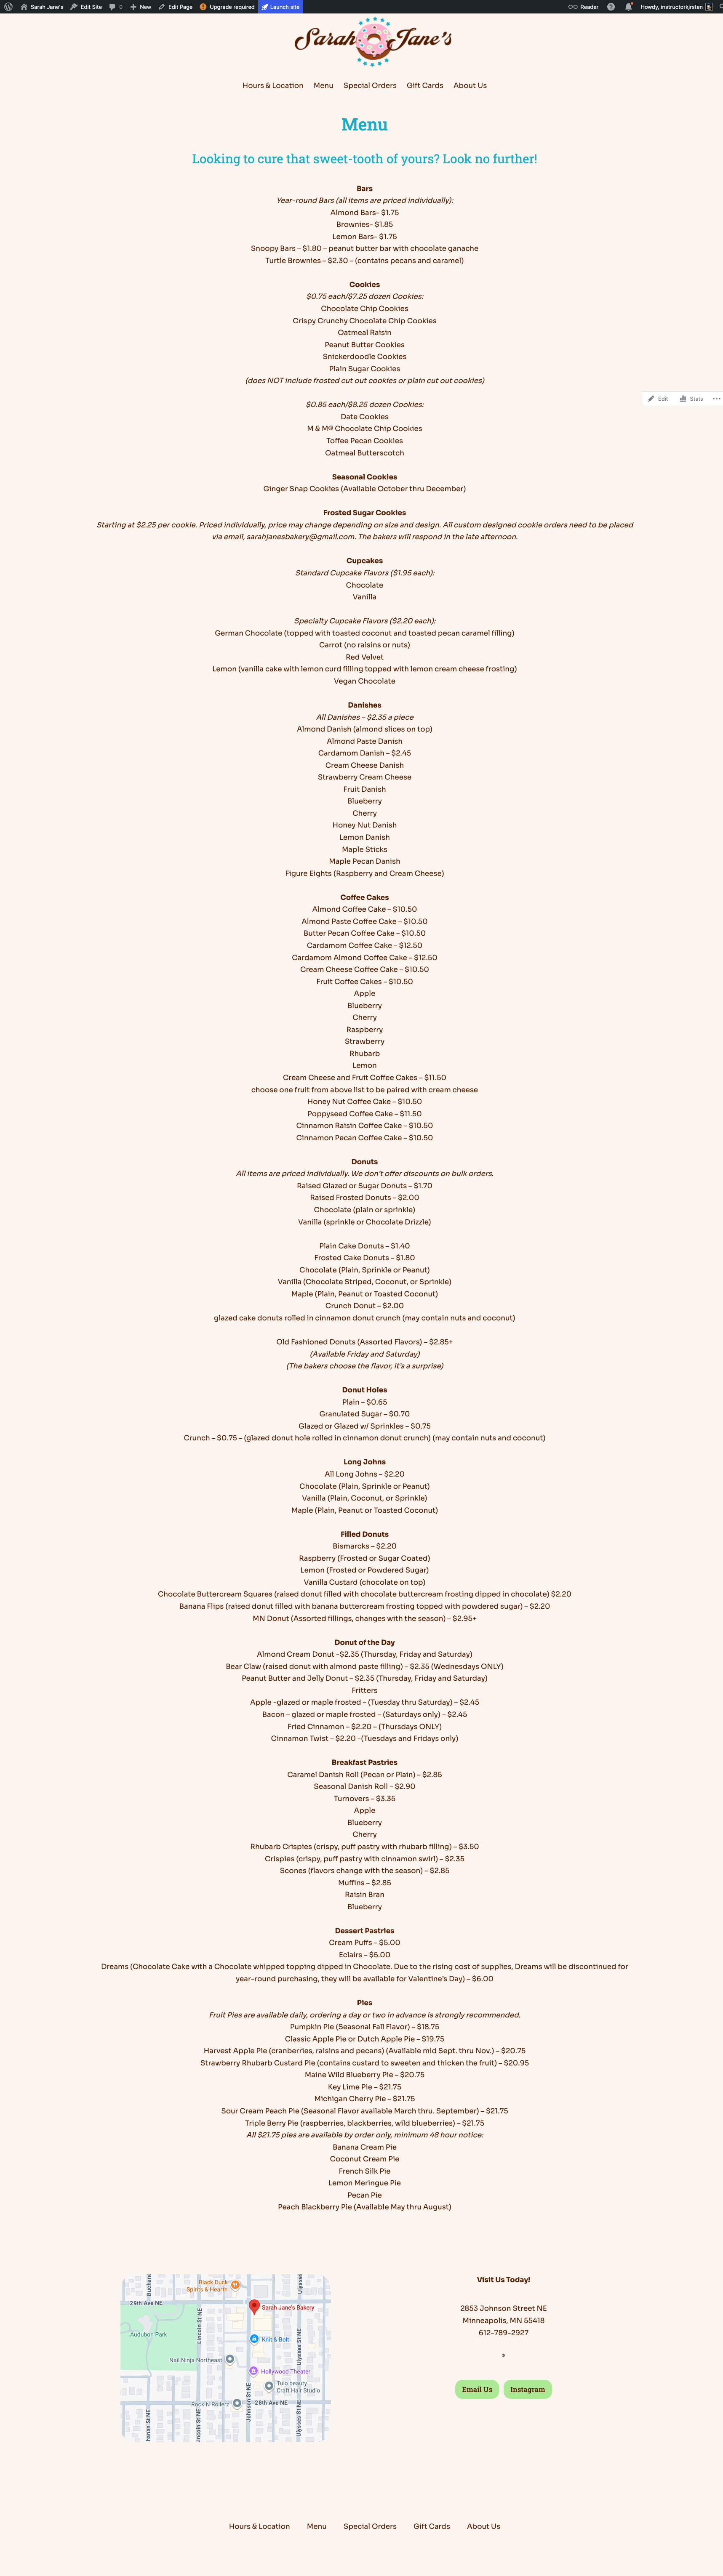 Sarah Jane's
Edit Site
0
New
Edit Page
Upgrade required
Launch site
Reader
Howdy, instructorkjrsten
Sarah Jane's
Hours & Location Menu Special Orders Gift Cards About Us
Menu
Looking to cure that sweet-tooth of yours? Look no further!
Bars
Year-round Bars (all items are priced individually):
Almond Bars- $1.75
Brownies- $1.85
Lemon Bars- $1.75
Snoopy Bars – $1.80 – peanut butter bar with chocolate ganache
Turtle Brownies – $2.30 – (contains pecans and caramel)
Cookies
$0.75 each/$7.25 dozen Cookies:
Chocolate Chip Cookies
Crispy Crunchy Chocolate Chip Cookies
Oatmeal Raisin
Peanut Butter Cookies
Snickerdoodle Cookies
Plain Sugar Cookies
(does NOT include frosted cut out cookies or plain cut out cookies)
Edit
Stats
$0.85 each/$8.25 dozen Cookies:
Date Cookies
M & M® Chocolate Chip Cookies
Toffee Pecan Cookies
Oatmeal Butterscotch
Seasonal Cookies
Ginger Snap Cookies (Available October thru December)
Frosted Sugar Cookies
Starting at $2.25 per cookie. Priced individually, price may change depending on size and design. All custom designed cookie orders need to be placed
via email, sarahjanesbakery@gmail.com. The bakers will respond in the late afternoon.
Cupcakes
Standard Cupcake Flavors ($1.95 each):
Chocolate
Vanilla
Specialty Cupcake Flavors ($2.20 each):
German Chocolate (topped with toasted coconut and toasted pecan caramel filling)
Carrot (no raisins or nuts)
Red Velvet
Lemon (vanilla cake with lemon curd filling topped with lemon cream cheese frosting)
Vegan Chocolate
Danishes
All Danishes – $2.35 a piece
Almond Danish (almond slices on top)
Almond Paste Danish
Cardamom Danish – $2.45
Cream Cheese Danish
Strawberry Cream Cheese
Fruit Danish
Blueberry
Cherry
Honey Nut Danish
Lemon Danish
Maple Sticks
Maple Pecan Danish
Figure Eights (Raspberry and Cream Cheese)
Coffee Cakes
Almond Coffee Cake – $10.50
Almond Paste Coffee Cake – $10.50
Butter Pecan Coffee Cake – $10.50
Cardamom Coffee Cake – $12.50
Cardamom Almond Coffee Cake – $12.50
Cream Cheese Coffee Cake – $10.50
Fruit Coffee Cakes – $10.50
Apple
Blueberry
Cherry
Raspberry
Strawberry
Rhubarb
Lemon
Cream Cheese and Fruit Coffee Cakes – $11.50
choose one fruit from above list to be paired with cream cheese
Honey Nut Coffee Cake – $10.50
Poppyseed Coffee Cake – $11.50
Cinnamon Raisin Coffee Cake – $10.50
Cinnamon Pecan Coffee Cake – $10.50
Donuts
All items are priced individually. We don't offer discounts on bulk orders.
Raised Glazed or Sugar Donuts – $1.70
Raised Frosted Donuts – $2.00
Chocolate (plain or sprinkle)
Vanilla (sprinkle or Chocolate Drizzle)
Plain Cake Donuts – $1.40
Frosted Cake Donuts – $1.80
Chocolate (Plain, Sprinkle or Peanut)
Vanilla (Chocolate Striped, Coconut, or Sprinkle)
Maple (Plain, Peanut or Toasted Coconut)
Crunch Donut – $2.00
glazed cake donuts rolled in cinnamon donut crunch (may contain nuts and coconut)
Old Fashioned Donuts (Assorted Flavors) – $2.85+
(Available Friday and Saturday)
(The bakers choose the flavor, it's a surprise)
Donut Holes
Plain – $0.65
Granulated Sugar – $0.70
Glazed or Glazed w/ Sprinkles – $0.75
Crunch – $0.75 – (glazed donut hole rolled in cinnamon donut crunch) (may contain nuts and coconut)
Long Johns
All Long Johns – $2.20
Chocolate (Plain, Sprinkle or Peanut)
Vanilla (Plain, Coconut, or Sprinkle)
Maple (Plain, Peanut or Toasted Coconut)
Filled Donuts
Bismarcks – $2.20
Raspberry (Frosted or Sugar Coated)
Lemon (Frosted or Powdered Sugar)
Vanilla Custard (chocolate on top)
Chocolate Buttercream Squares (raised donut filled with chocolate buttercream frosting dipped in chocolate) $2.20
Banana Flips (raised donut filled with banana buttercream frosting topped with powdered sugar) – $2.20
MN Donut (Assorted fillings, changes with the season) – $2.95+
Donut of the Day
Almond Cream Donut -$2.35 (Thursday, Friday and Saturday)
Bear Claw (raised donut with almond paste filling) – $2.35 (Wednesdays ONLY)
Peanut Butter and Jelly Donut – $2.35 (Thursday, Friday and Saturday)
Fritters
Apple -glazed or maple frosted – (Tuesday thru Saturday) – $2.45
Bacon – glazed or maple frosted – (Saturdays only) – $2.45
Fried Cinnamon – $2.20 – (Thursdays ONLY)
Cinnamon Twist – $2.20 -(Tuesdays and Fridays only)
Breakfast Pastries
Caramel Danish Roll (Pecan or Plain) – $2.85
Seasonal Danish Roll – $2.90
Turnovers – $3.35
Apple
Blueberry
Cherry
Rhubarb Crispies (crispy, puff pastry with rhubarb filling) – $3.50
Crispies (crispy, puff pastry with cinnamon swirl) – $2.35
Scones (flavors change with the season) – $2.85
Muffins – $2.85
Raisin Bran
Blueberry
Dessert Pastries
Cream Puffs – $5.00
Eclairs – $5.00
Dreams (Chocolate Cake with a Chocolate whipped topping dipped in Chocolate. Due to the rising cost of supplies, Dreams will be discontinued for
year-round purchasing, they will be available for Valentine's Day) – $6.00
Pies
Fruit Pies are available daily, ordering a day or two in advance is strongly recommended.
Pumpkin Pie (Seasonal Fall Flavor) – $18.75
Classic Apple Pie or Dutch Apple Pie – $19.75
Harvest Apple Pie (cranberries, raisins and pecans) (Available mid Sept. thru Nov.) – $20.75
Strawberry Rhubarb Custard Pie (contains custard to sweeten and thicken the fruit) – $20.95
Maine Wild Blueberry Pie – $20.75
Key Lime Pie – $21.75
Michigan Cherry Pie – $21.75
Sour Cream Peach Pie (Seasonal Flavor available March thru. September) – $21.75
Triple Berry Pie (raspberries, blackberries, wild blueberries) – $21.75
All $21.75 pies are available by order only, minimum 48 hour notice:
Banana Cream Pie
Coconut Cream Pie
French Silk Pie
Lemon Meringue Pie
Pecan Pie
Peach Blackberry Pie (Available May thru August)
Black Duck
Spirits & Hearth
29th Ave NE
Sarah Jane's Bakery
Audubon Park
Lincoln St NE
Knit & Bolt
Ulysses St NE
Nail Ninja Northeast
Hollywood Theater
Tulo beauty
Craft Hair Studio
Rock N Rollerz
28th Ave NE
Johnson St NE
Ulysses St NE
Visit Us Today!
2853 Johnson Street NE
Minneapolis, MN 55418
612-789-2927
*
Email Us
Instagram
Hours & Location Menu Special Orders Gift Cards About Us